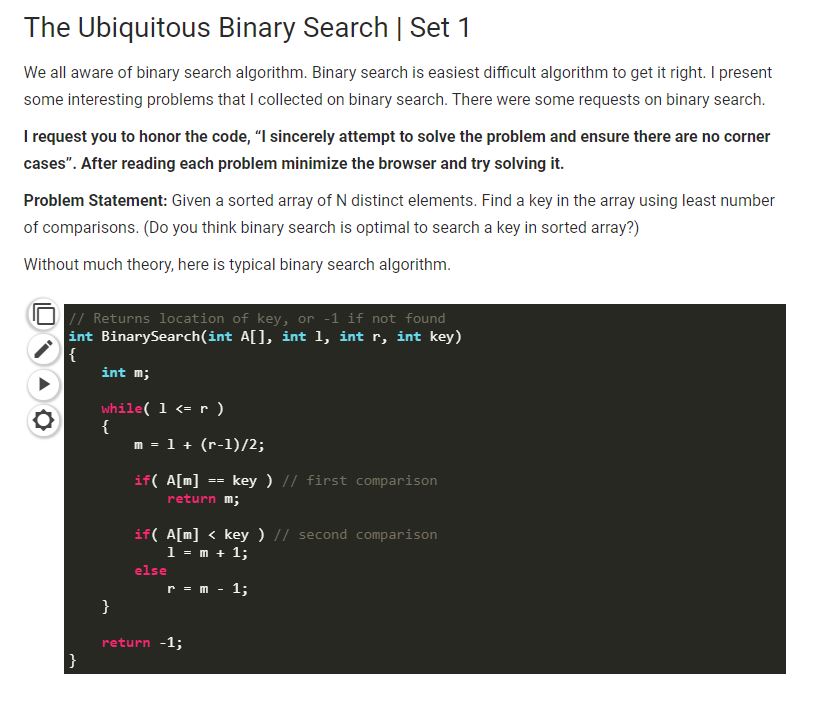 The Ubiquitous Binary Search | Set 1
We all aware of binary search algorithm. Binary search is easiest difficult algorithm to get it right. I present
some interesting problems that I collected on binary search. There were some requests on binary search.
I request you to honor the code, “I sincerely attempt to solve the problem and ensure there are no corner
cases”. After reading each problem minimize the browser and try solving it.
Problem Statement: Given a sorted array of N distinct elements. Find a key in the array using least number
of comparisons. (Do you think binary search is optimal to search a key in sorted array?)
Without much theory, here is typical binary search algorithm.
// Returns location of key, or -1 if not found
int BinarySearch(int A[], int l, int r, int key)
{
    int m;
    while( l <= r )
    {
        m = l + (r-l)/2;
        if( A[m] == key ) // first comparison
            return m;
        if( A[m] < key ) // second comparison
            l = m + 1;
        else
            r = m - 1;
    }
    return -1;
}